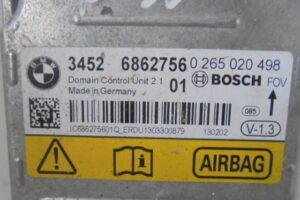 3452 6862756 0 265 020 498
Domain Control Unit 2.1 01 BOSCH FOV
Made in Germany
085
IC686275601Q_ERDU1303300879 130202 V-1.3
AIRBAG